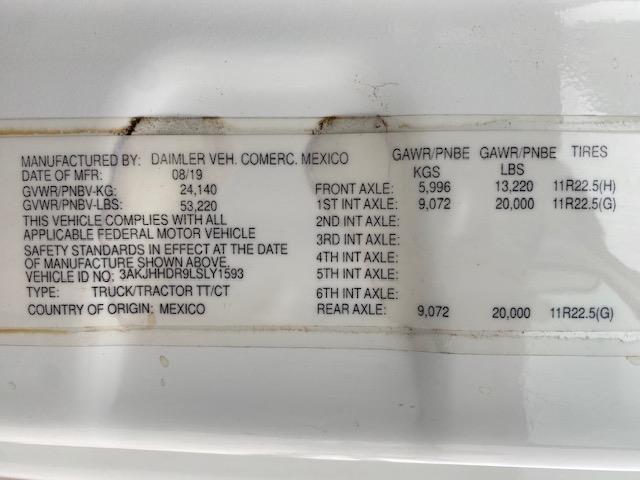 MANUFACTURED BY: DAIMLER VEH. COMERC. MEXICO
DATE OF MFR: 08/19
GVWR/PNBV-KG: 24,140
GVWR/PNBV-LBS: 53,220
THIS VEHICLE COMPLIES WITH ALL
APPLICABLE FEDERAL MOTOR VEHICLE
SAFETY STANDARDS IN EFFECT AT THE DATE
OF MANUFACTURE SHOWN ABOVE.
VEHICLE ID NO: 3AKJHHDR9LSLY1593
TYPE: TRUCK/TRACTOR TT/CT
COUNTRY OF ORIGIN: MEXICO
GAWR/PNBE GAWR/PNBE TIRES
KGS LBS
FRONT AXLE: 5,996 13,220 11R22.5(H)
1ST INT AXLE: 9,072 20,000 11R22.5(G)
2ND INT AXLE:
3RD INT AXLE:
4TH INT AXLE:
5TH INT AXLE:
6TH INT AXLE:
REAR AXLE: 9,072 20,000 11R22.5(G)